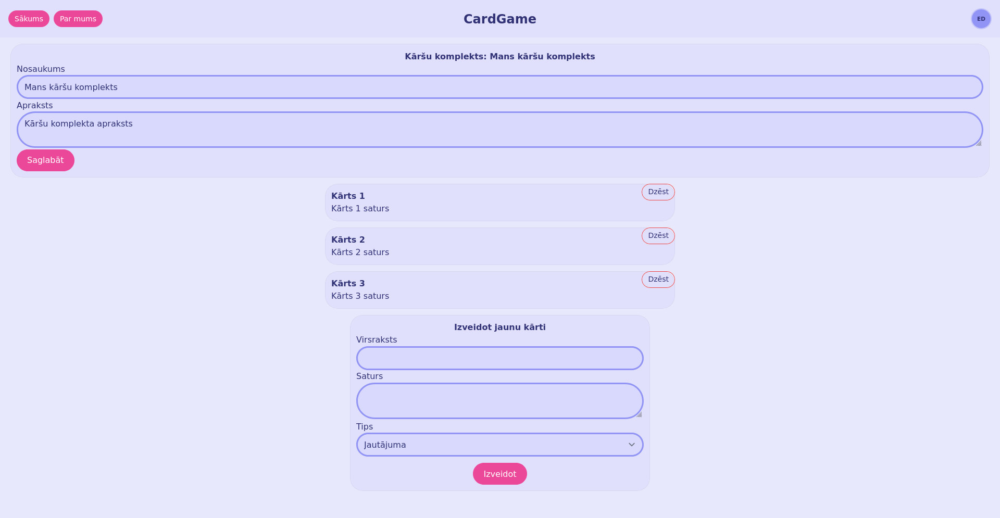 Sākums
Par mums
CardGame
ED
Kāršu komplekts: Mans kāršu komplekts
Nosaukums
Mans kāršu komplekts
Apraksts
Kāršu komplekta apraksts
Saglabāt
Kārts 1
Dzēst
Kārts 1 saturs
Kārts 2
Dzēst
Kārts 2 saturs
Kārts 3
Dzēst
Kārts 3 saturs
Izveidot jaunu kārti
Virsraksts
Saturs
Tips
Jautājuma
Izveidot